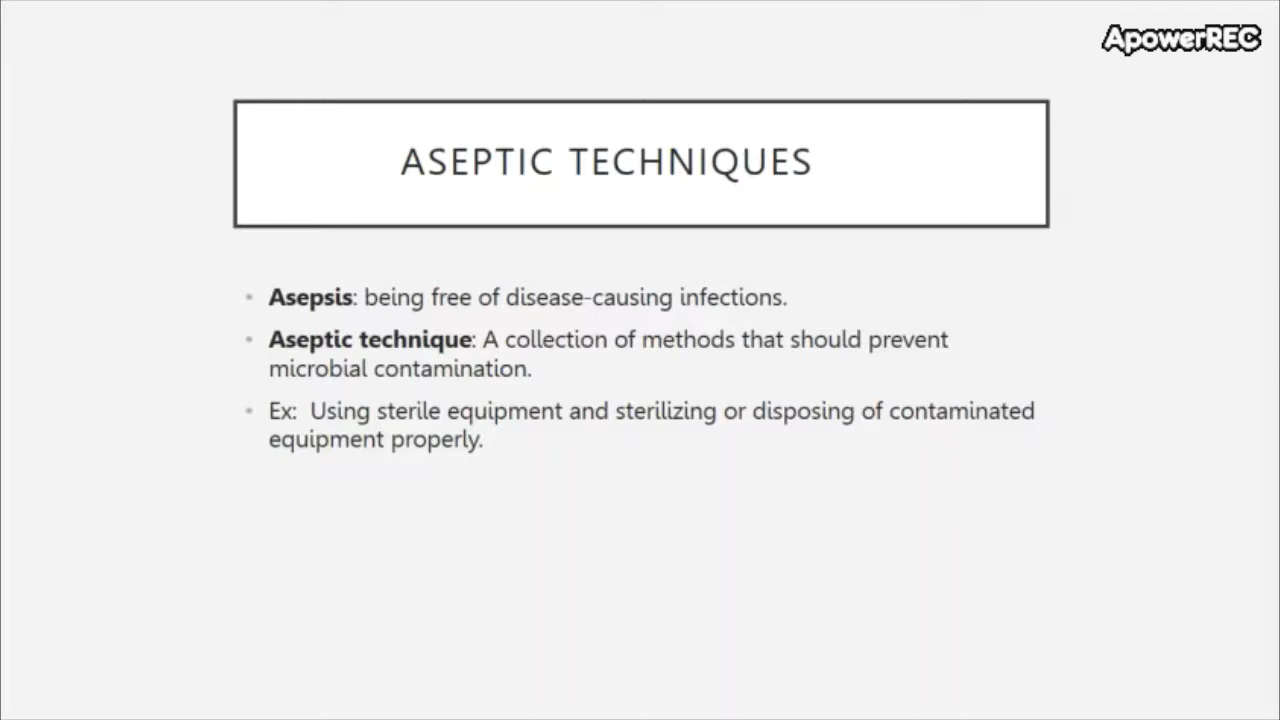 ApowerREC
ASEPTIC TECHNIQUES
• Asepsis: being free of disease-causing infections.
• Aseptic technique: A collection of methods that should prevent
microbial contamination.
• Ex:  Using sterile equipment and sterilizing or disposing of contaminated
equipment properly.